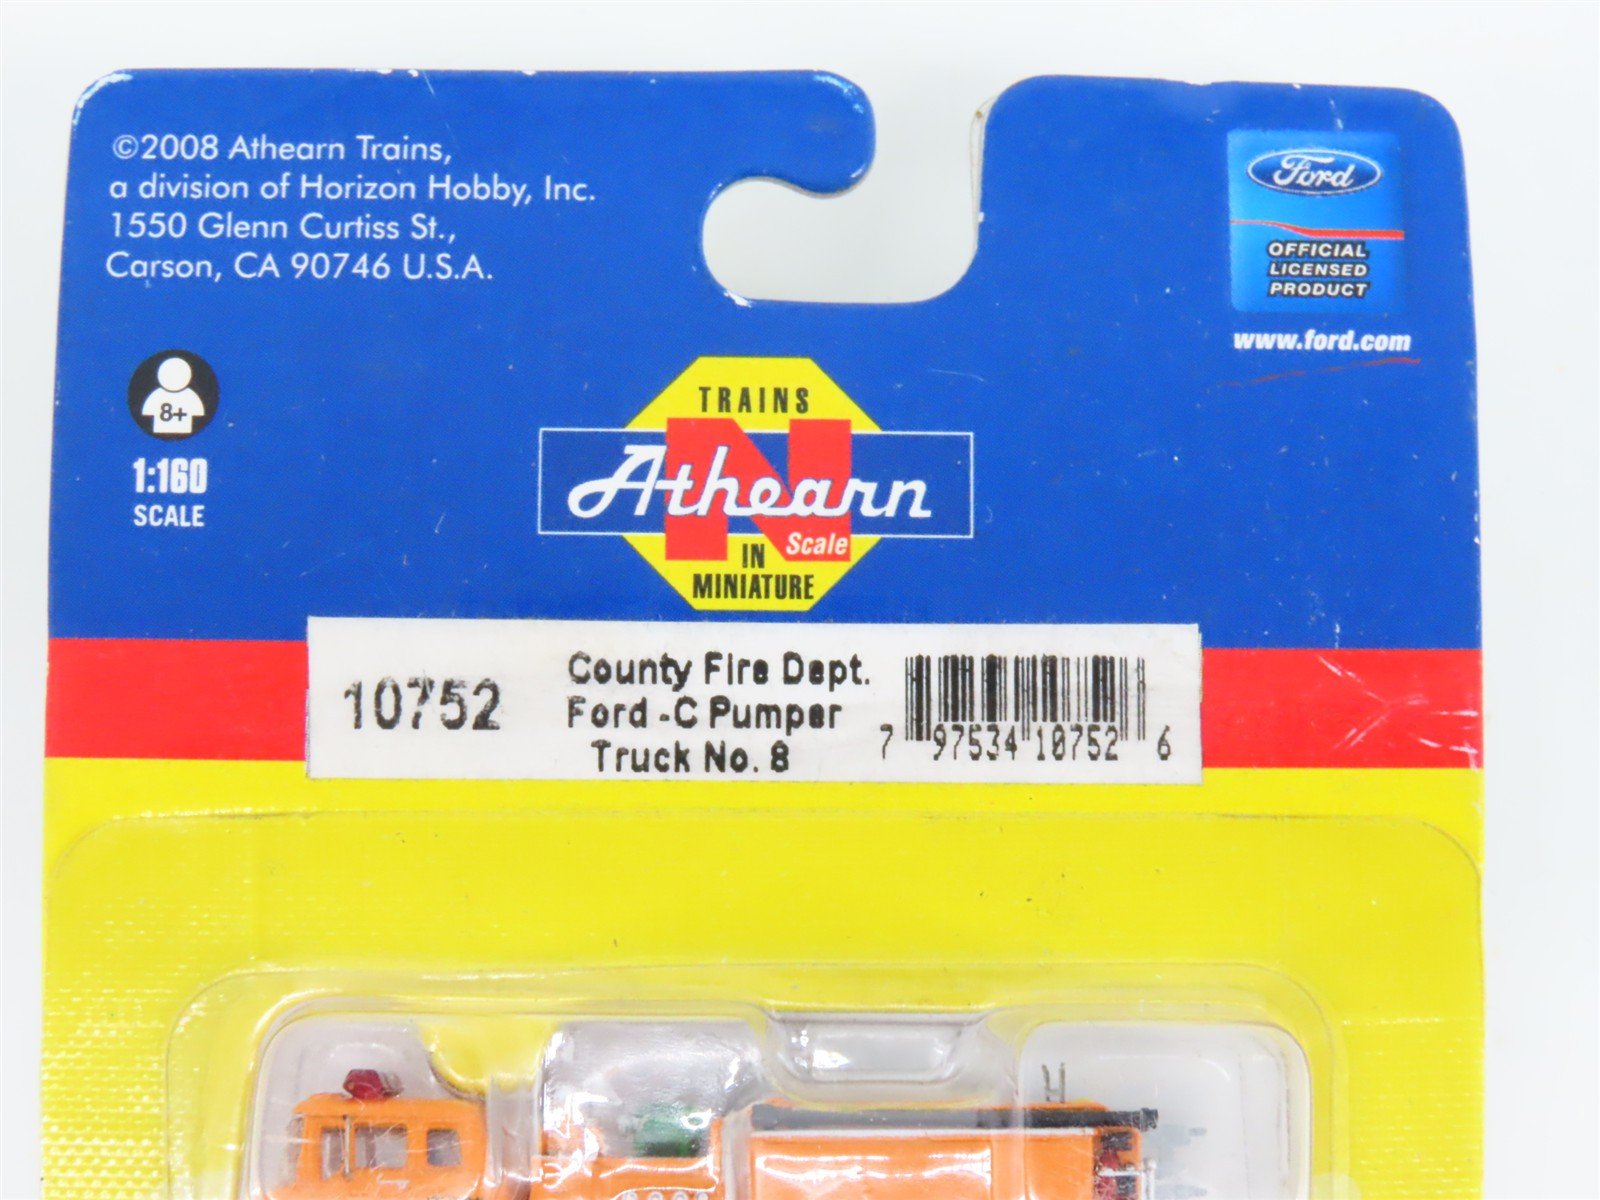 ©2008 Athearn Trains,
a division of Horizon Hobby, Inc.
1550 Glenn Curtiss St.,
Carson, CA 90746 U.S.A.
8+
1:160
SCALE
Ford
OFFICIAL
LICENSED
PRODUCT
www.ford.com
TRAINS
N
Athearn
Scale
IN
MINIATURE
10752
County Fire Dept.
Ford -C Pumper
Truck No. 8
7 97534 10752 6